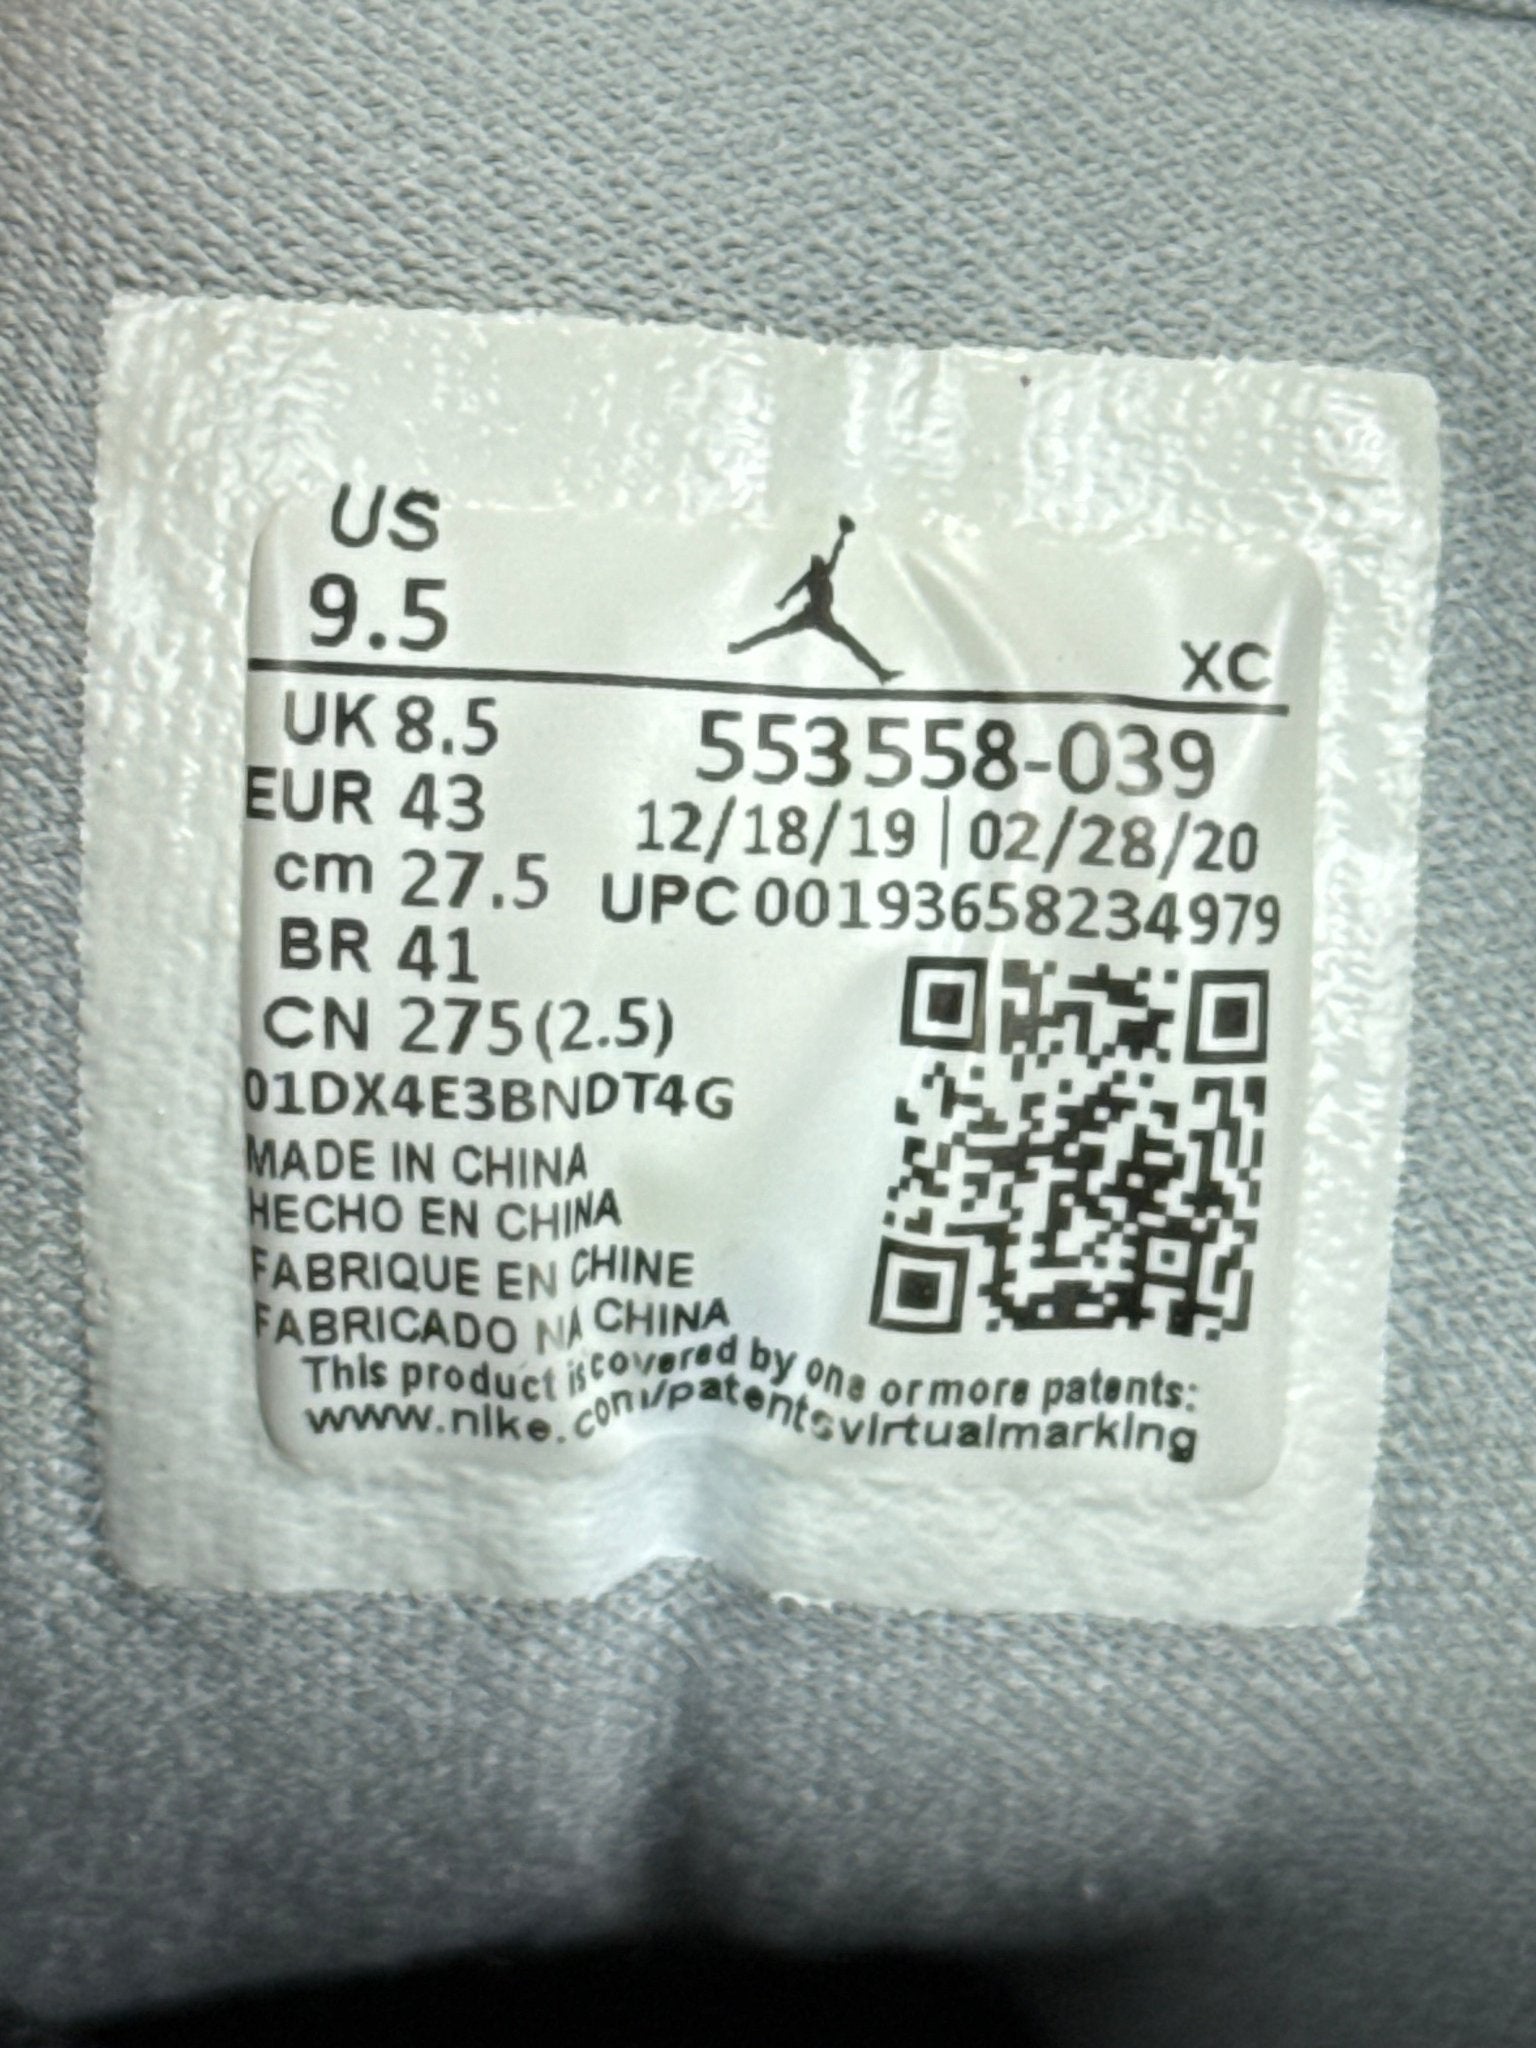 US
9.5
XC
UK 8.5
EUR 43
cm 27.5
BR 41
CN 275(2.5)
553558-039
12/18/19 | 02/28/20
UPC 00193658234979
01DX4E3BNDT4G
MADE IN CHINA
HECHO EN CHINA
FABRIQUE EN CHINE
FABRICADO NA CHINA
This product is covered by one or more patents:
www.nike.com/patentsvirtualmarking